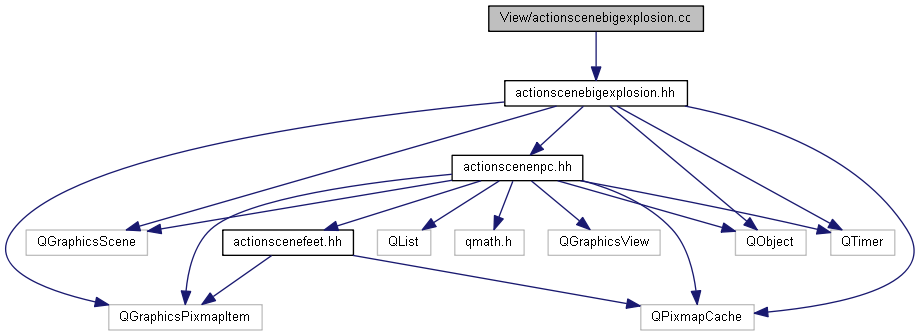 View/actionscenebigexplosion.cc
actionscenebigexplosion.hh
actionscenenpc.hh
QGraphicsScene
actionscenefeet.hh
QList
qmath.h
QGraphicsView
QObject
QTimer
QGraphicsPixmapItem
QPixmapCache